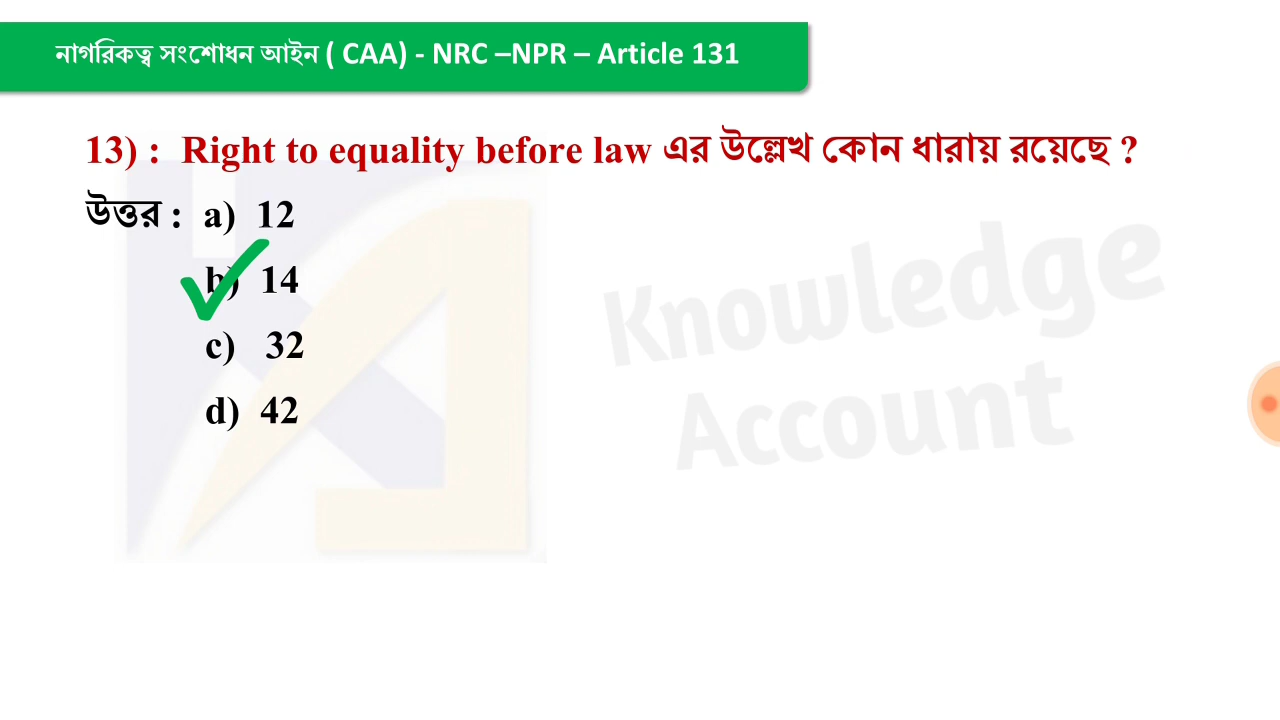 নাগরিকত্ব সংশোধন আইন ( CAA) - NRC –NPR – Article 131
13) : Right to equality before law এর উল্লেখ কোন ধারায় রয়েছে ?
উত্তর : a) 12
b) 14
c) 32
d) 42
Knowledge
Account